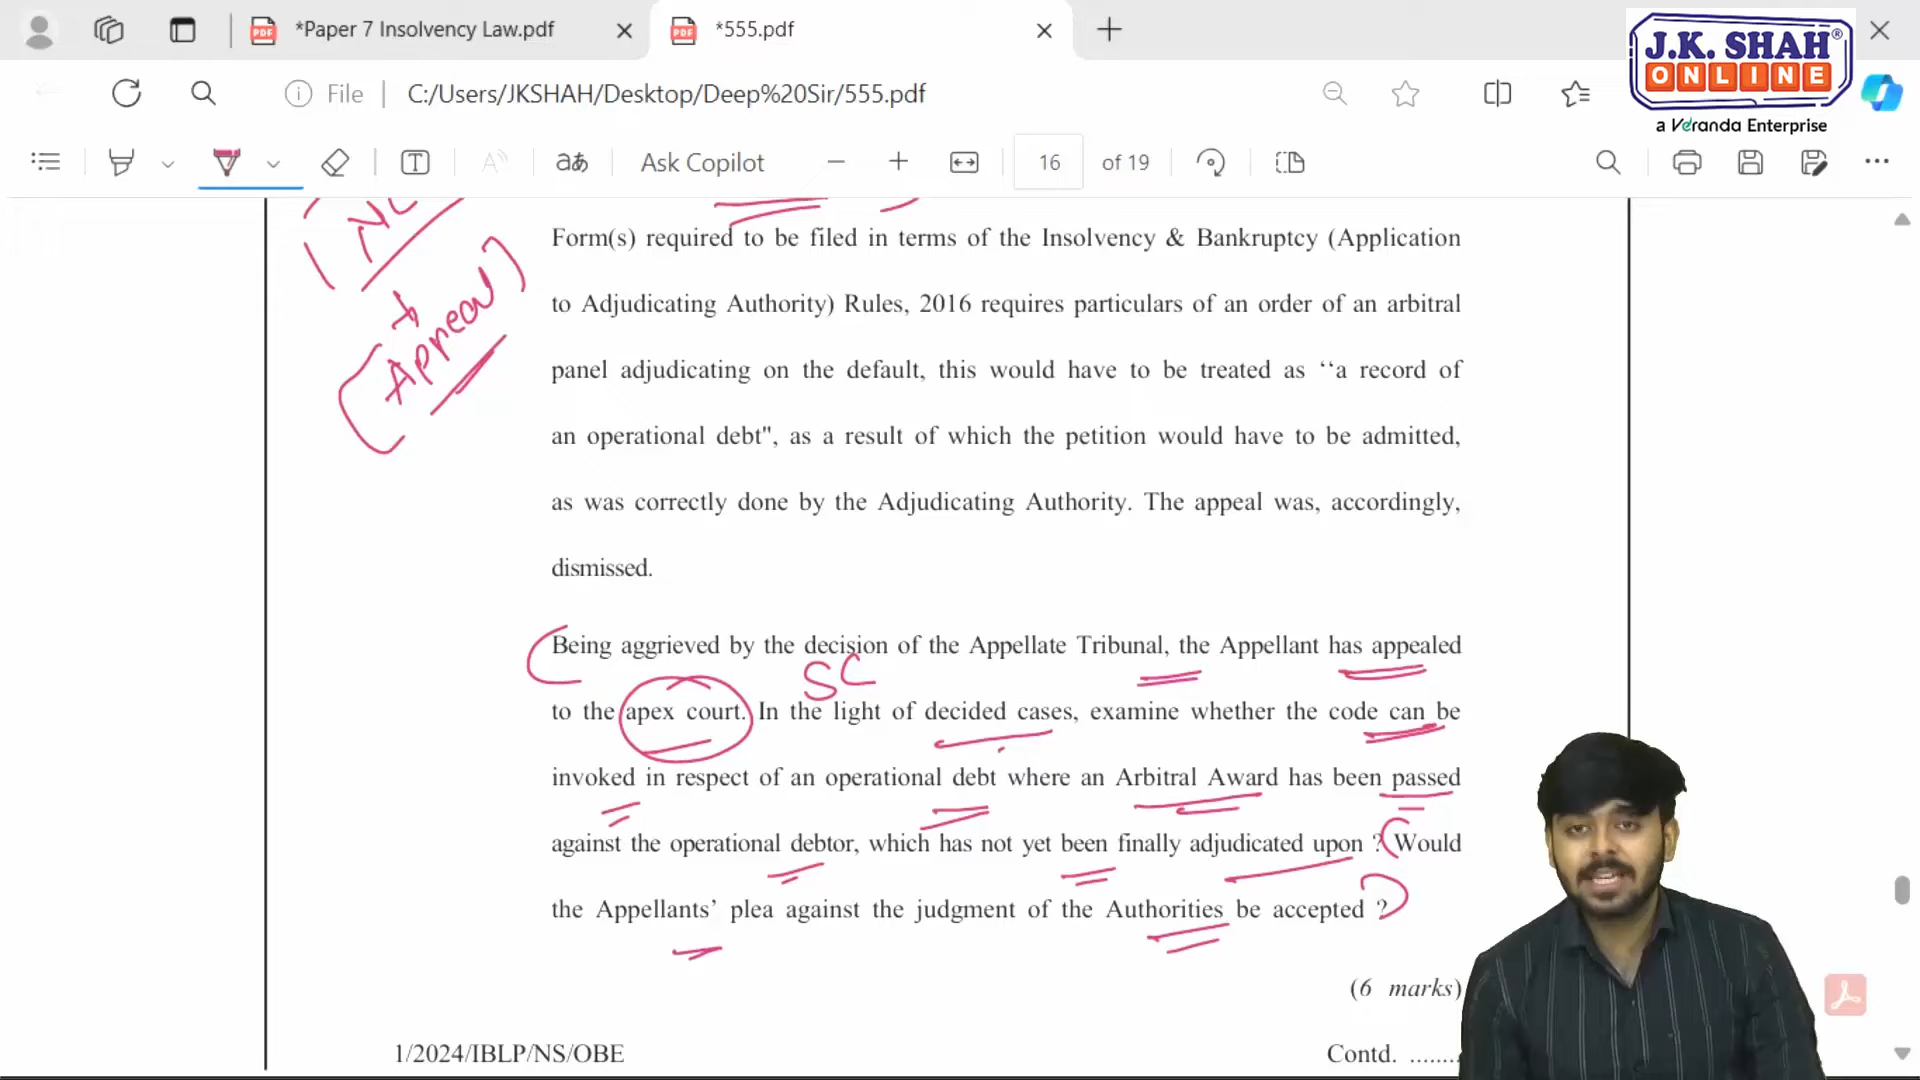 *Paper 7 Insolvency Law.pdf
*555.pdf
J.K. SHAH®
ONLINE
a Veranda Enterprise
File
C:/Users/JKSHAH/Desktop/Deep%20Sir/555.pdf
Ask Copilot
16 of 19
Form(s) required to be filed in terms of the Insolvency & Bankruptcy (Application
to Adjudicating Authority) Rules, 2016 requires particulars of an order of an arbitral
panel adjudicating on the default, this would have to be treated as ‘‘a record of
an operational debt", as a result of which the petition would have to be admitted,
as was correctly done by the Adjudicating Authority. The appeal was, accordingly,
dismissed.
Being aggrieved by the decision of the Appellate Tribunal, the Appellant has appealed
SC
to the apex court. In the light of decided cases, examine whether the code can be
invoked in respect of an operational debt where an Arbitral Award has been passed
against the operational debtor, which has not yet been finally adjudicated upon ? Would
the Appellants’ plea against the judgment of the Authorities be accepted ?
(6 marks)
1/2024/IBLP/NS/OBE
Contd. ........